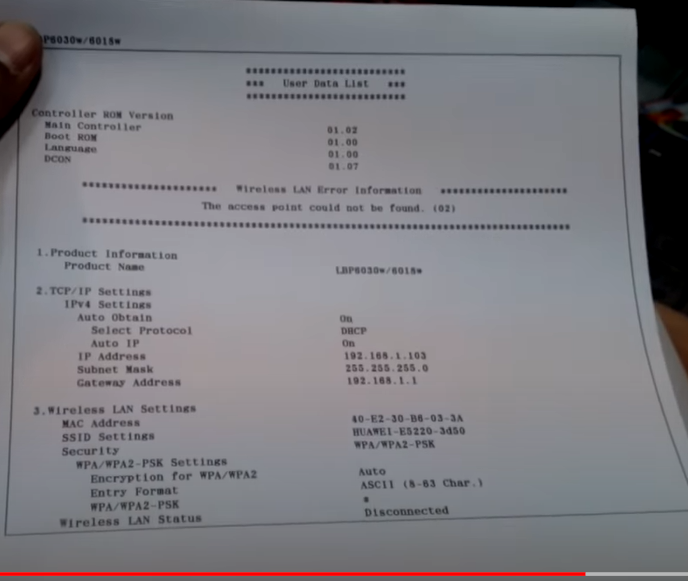 P6030w/6018w
**************************
*** User Data List ***
**************************
Controller ROM Version
Main Controller 01.02
Boot ROM 01.00
Language 01.00
DCON 01.07
******************** Wireless LAN Error Information ********************
The access point could not be found. (02)
**************************************************************************
1.Product Information
Product Name LBP6030w/6018w
2.TCP/IP Settings
IPv4 Settings
Auto Obtain On
Select Protocol DHCP
Auto IP On
IP Address 192.168.1.103
Subnet Mask 255.255.255.0
Gateway Address 192.168.1.1
3.Wireless LAN Settings
MAC Address 40-E2-30-B6-03-3A
SSID Settings HUAWEI-E5220-3d50
Security WPA/WPA2-PSK
WPA/WPA2-PSK Settings
Encryption for WPA/WPA2 Auto
Entry Format ASCII (8-63 Char.)
WPA/WPA2-PSK *
Wireless LAN Status Disconnected